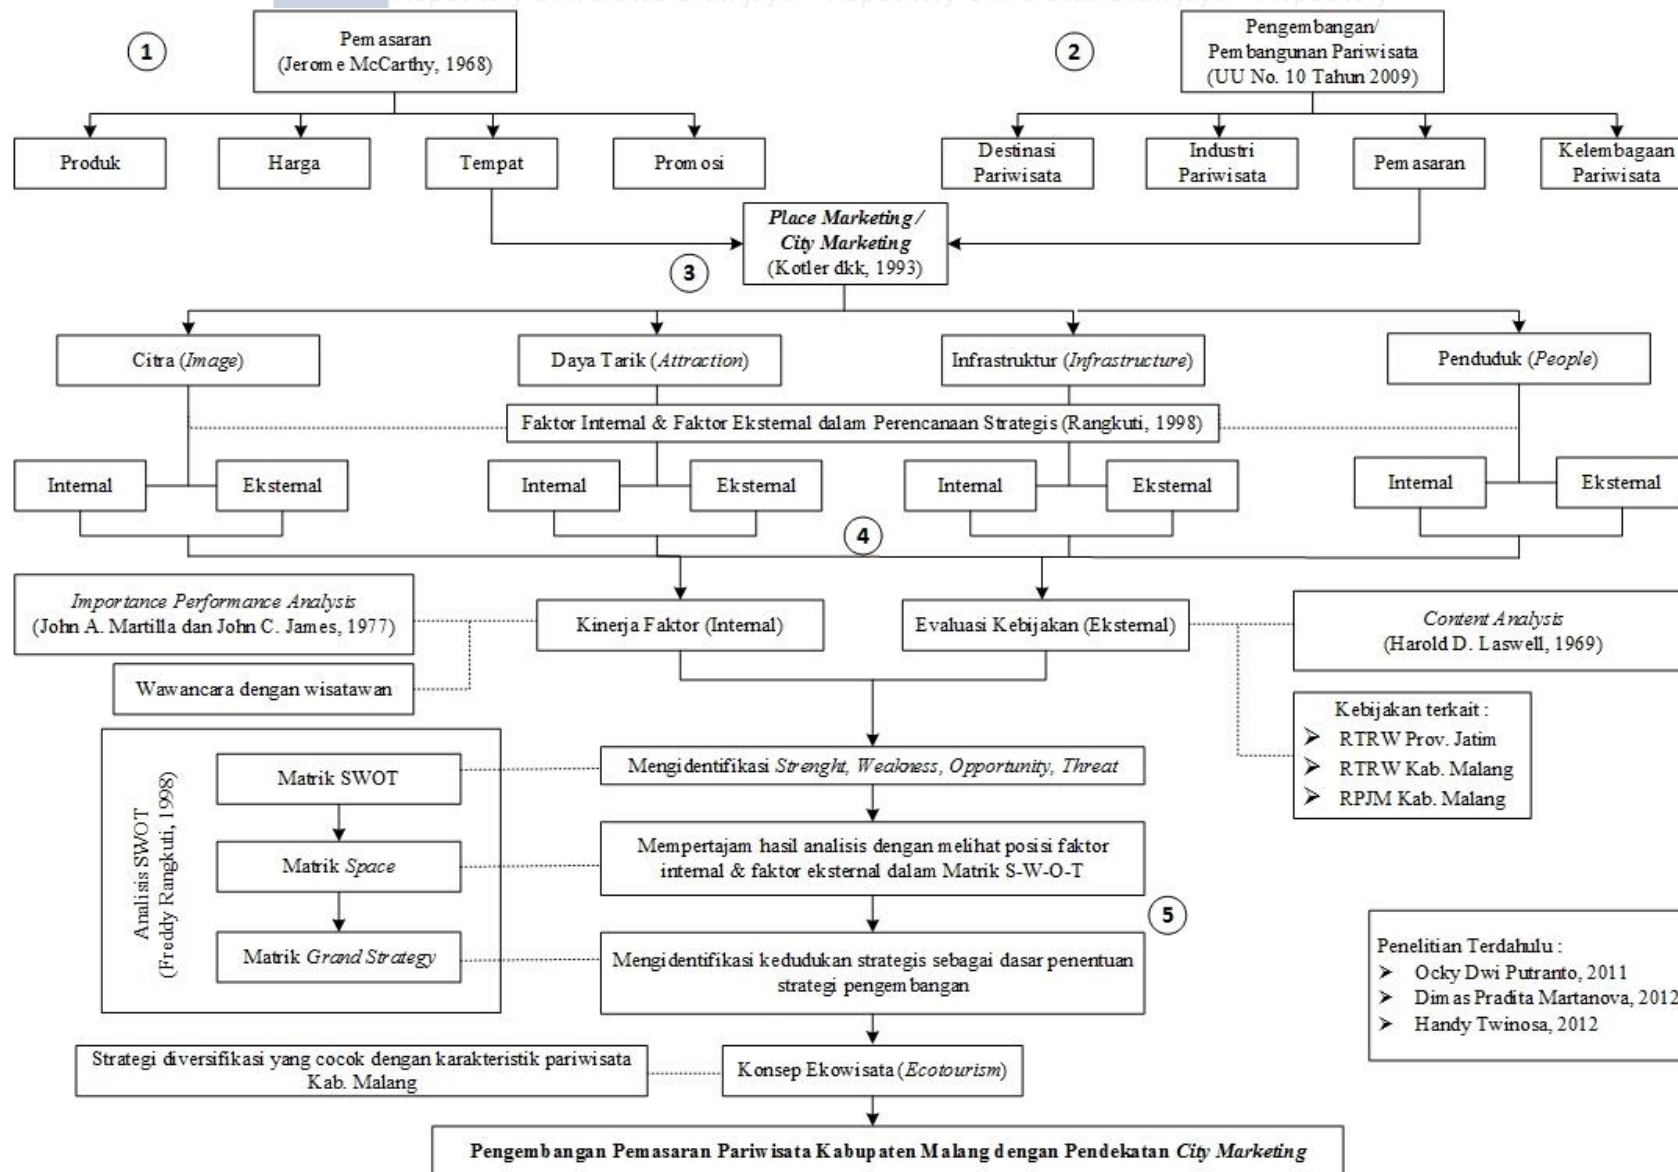 Repository Universitas Brawijaya
Repository Universitas Brawijaya
Repository
1
Pemasaran
(Jerome McCarthy, 1968)
2
Pengembangan/
Pembangunan Pariwisata
(UU No. 10 Tahun 2009)
Produk
Harga
Tempat
Promosi
Destinasi
Pariwisata
Industri
Pariwisata
Pemasaran
Kelembagaan
Pariwisata
Place Marketing /
City Marketing
(Kotler dkk, 1993)
3
Citra (Image)
Daya Tarik (Attraction)
Infrastruktur (Infrastructure)
Penduduk (People)
Faktor Internal & Faktor Eksternal dalam Perencanaan Strategis (Rangkuti, 1998)
Internal
Eksternal
Internal
Eksternal
Internal
Eksternal
Internal
Eksternal
4
Importance Performance Analysis
(John A. Martilla dan John C. James, 1977)
Kinerja Faktor (Internal)
Evaluasi Kebijakan (Eksternal)
Content Analysis
(Harold D. Laswell, 1969)
Wawancara dengan wisatawan
Kebijakan terkait :
➤ RTRW Prov. Jatim
➤ RTRW Kab. Malang
➤ RPJM Kab. Malang
Analisis SWOT
(Freddy Rangkuti, 1998)
Matrik SWOT
Mengidentifikasi Strenght, Weakness, Opportunity, Threat
Matrik Space
Mempertajam hasil analisis dengan melihat posisi faktor
internal & faktor eksternal dalam Matrik S-W-O-T
5
Matrik Grand Strategy
Mengidentifikasi kedudukan strategis sebagai dasar penentuan
strategi pengembangan
Penelitian Terdahulu :
➤ Ocky Dwi Putranto, 2011
➤ Dimas Pradita Martanova, 2012
➤ Handy Twinosa, 2012
Strategi diversifikasi yang cocok dengan karakteristik pariwisata
Kab. Malang
Konsep Ekowisata (Ecotourism)
Pengembangan Pemasaran Pariwisata Kabupaten Malang dengan Pendekatan City Marketing